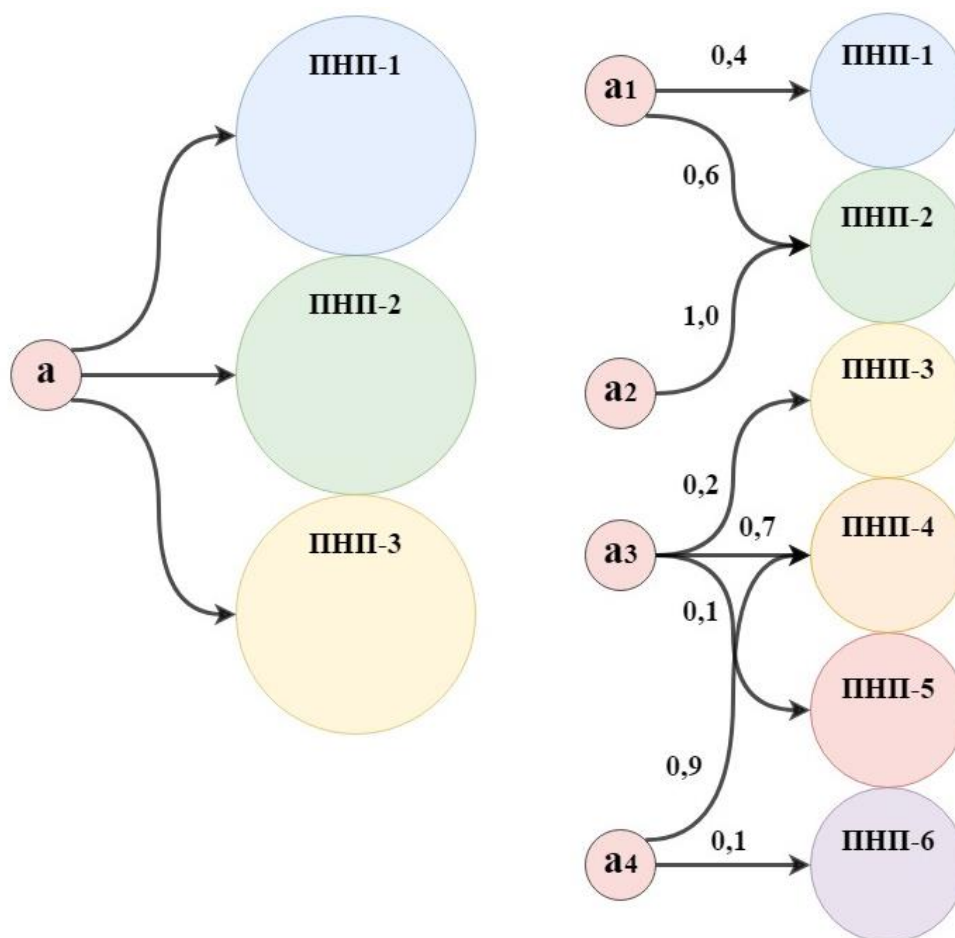 ПНП-1
ПНП-2
a
ПНП-3
a1
0,4
ПНП-1
0,6
ПНП-2
1,0
a2
ПНП-3
0,2
a3
0,7
ПНП-4
0,1
ПНП-5
0,9
a4
0,1
ПНП-6